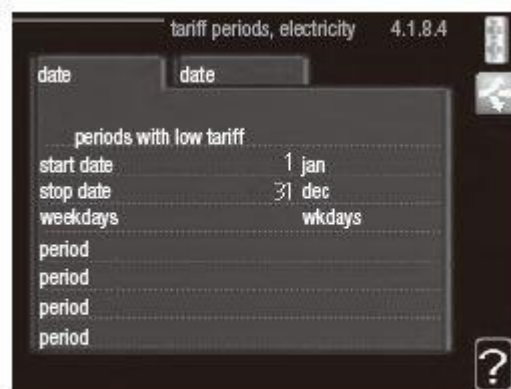 tariff periods, electricity 4.1.8.4
date date
periods with low tariff
start date 1 jan
stop date 31 dec
weekdays wkdays
period
period
period
period
?